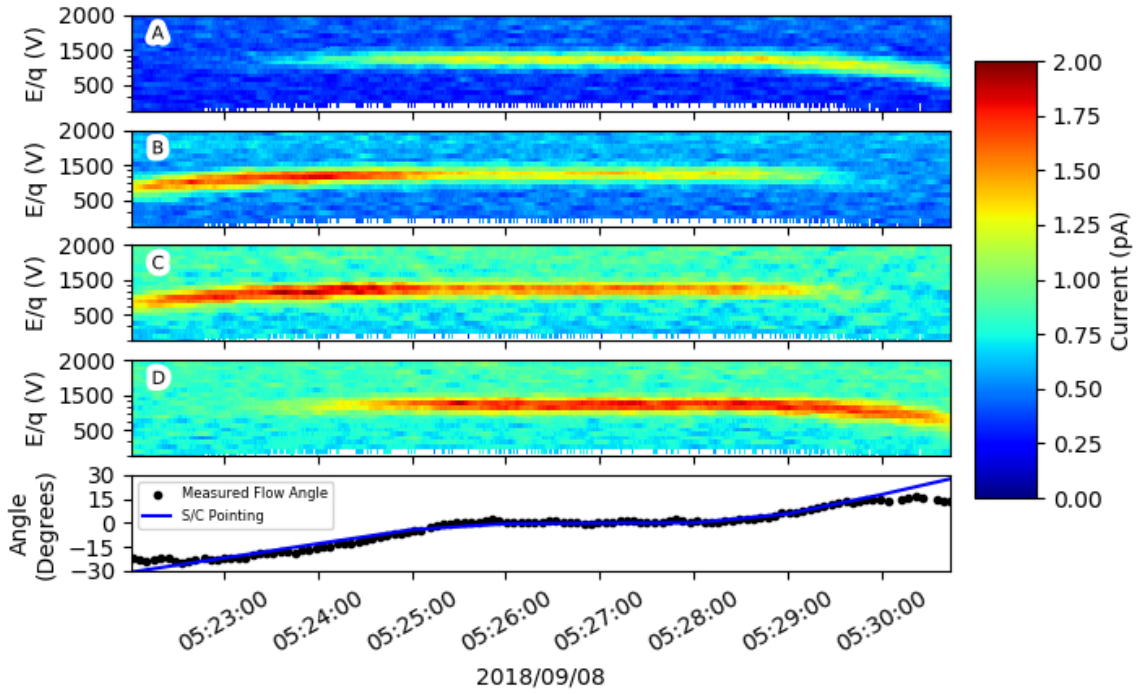 2000
1500
500
E/q (V)
A
2000
1500
500
E/q (V)
B
2000
1500
500
E/q (V)
C
2000
1500
500
E/q (V)
D
30
15
0
−15
−30
Angle
(Degrees)
Measured Flow Angle
S/C Pointing
05:23:00
05:24:00
05:25:00
05:26:00
05:27:00
05:28:00
05:29:00
05:30:00
2018/09/08
2.00
1.75
1.50
1.25
1.00
0.75
0.50
0.25
0.00
Current (pA)